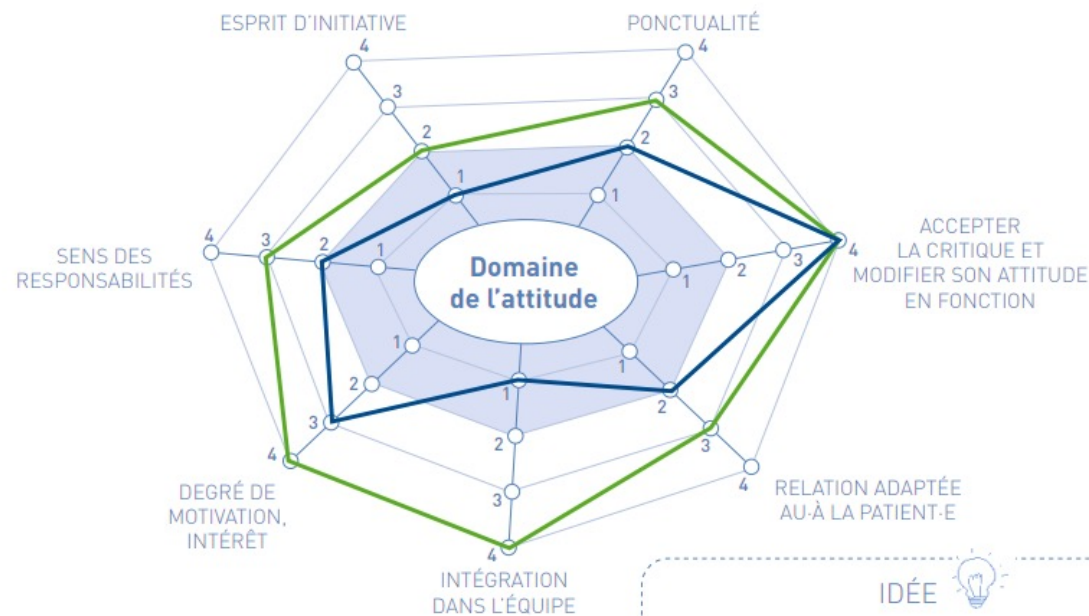 ESPRIT D'INITIATIVE
PONCTUALITÉ
4
4
3
3
2
2
1
1
SENS DES
RESPONSABILITÉS
4
3
2
1
Domaine
de l'attitude
1
2
3
4
ACCEPTER
LA CRITIQUE ET
MODIFIER SON ATTITUDE
EN FONCTION
1
2
3
4
DEGRÉ DE
MOTIVATION,
INTÉRÊT
1
2
3
4
INTÉGRATION
DANS L'ÉQUIPE
1
2
3
4
RELATION ADAPTÉE
AU·À LA PATIENT·E
IDÉE